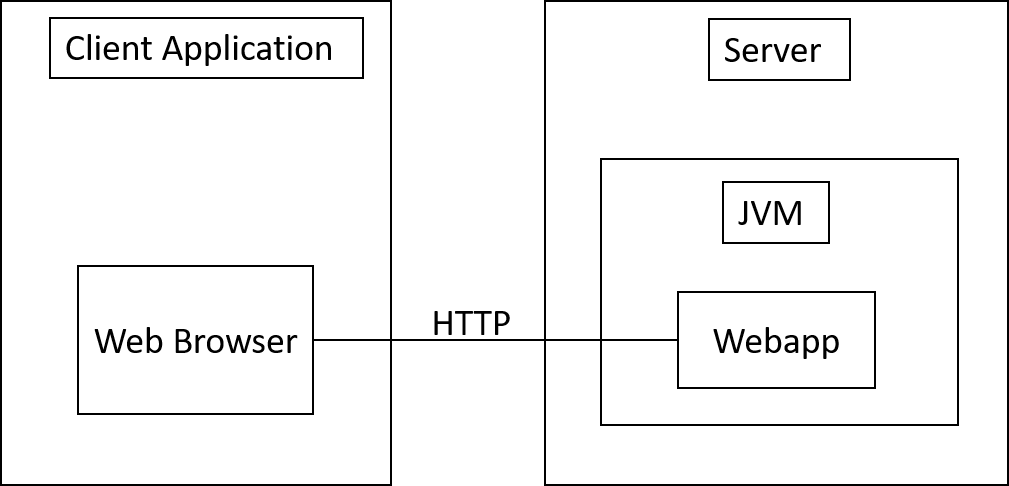 Client Application
Server
JVM
Web Browser
HTTP
Webapp